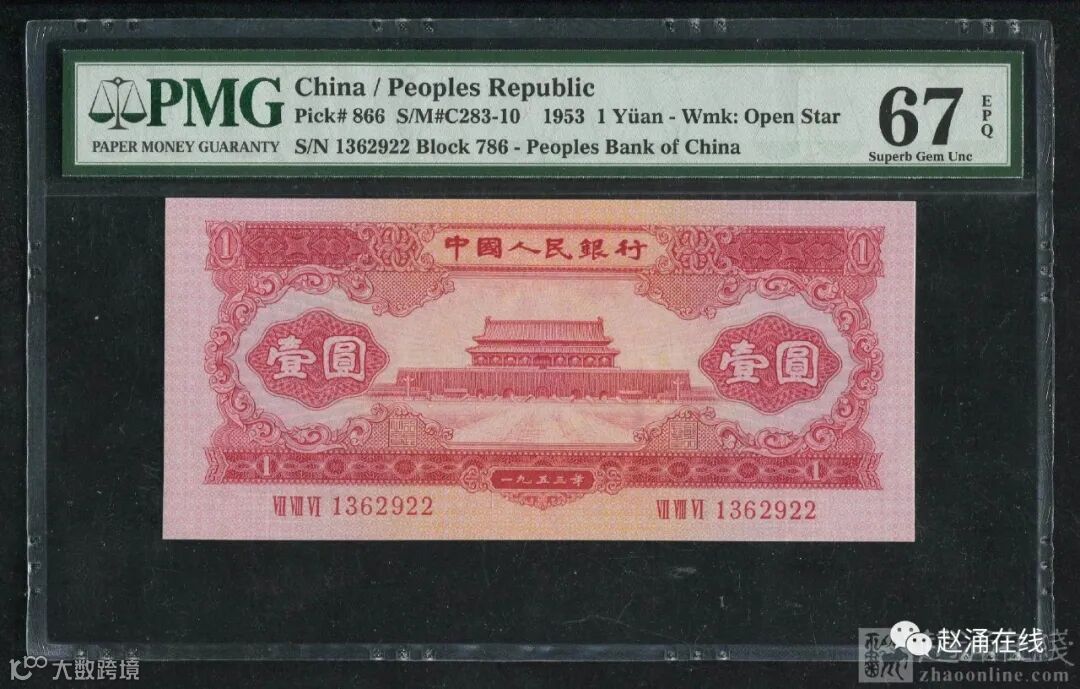 PMG
PAPER MONEY GUARANTY
China / Peoples Republic
Pick# 866 S/M#C283-10 1953 1 Yüan - Wmk: Open Star
S/N 1362922 Block 786 - Peoples Bank of China
67
EPQ
Superb Gem Unc
1 中國人民銀行 1
壹圓 壹圓
1 1
一九五三年
VII VIII VI 1362922 VII VIII VI 1362922
大数跨境
赵涌在线
zhaoonline.com